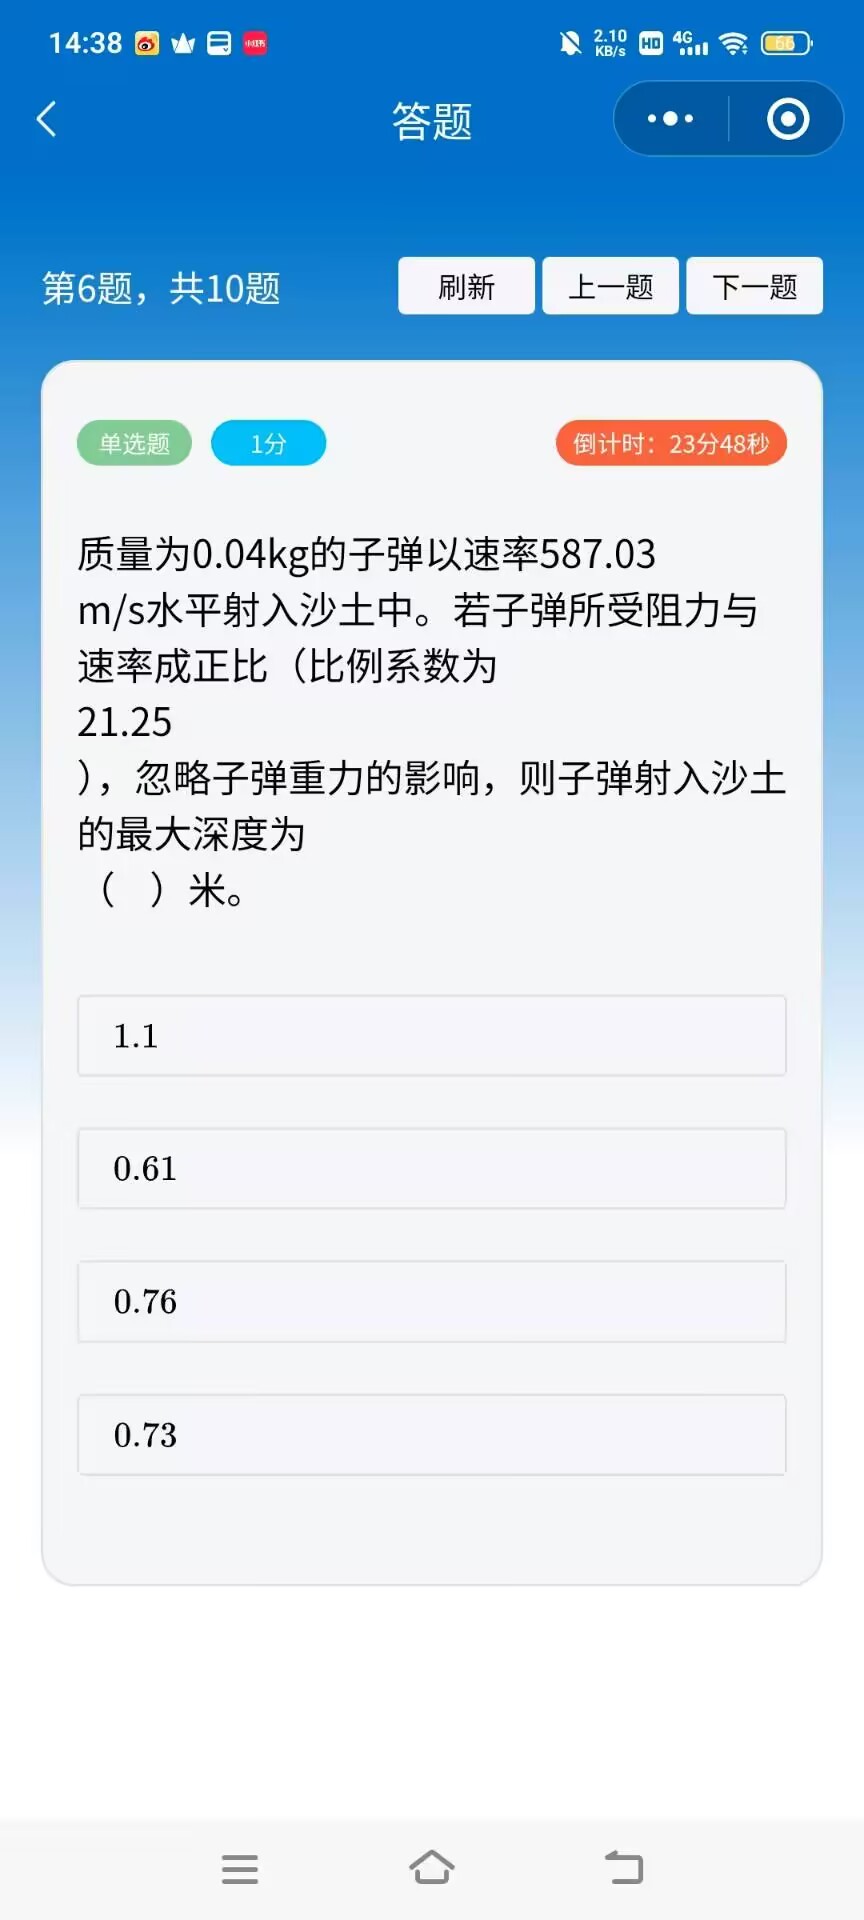 14:38 2.10 KB/s HD 4G 66
答题
第6题，共10题 刷新 上一题 下一题
单选题 1分 倒计时：23分48秒
质量为0.04kg的子弹以速率587.03
m/s水平射入沙土中。若子弹所受阻力与
速率成正比（比例系数为
21.25
），忽略子弹重力的影响，则子弹射入沙土
的最大深度为
（ ）米。
1.1
0.61
0.76
0.73